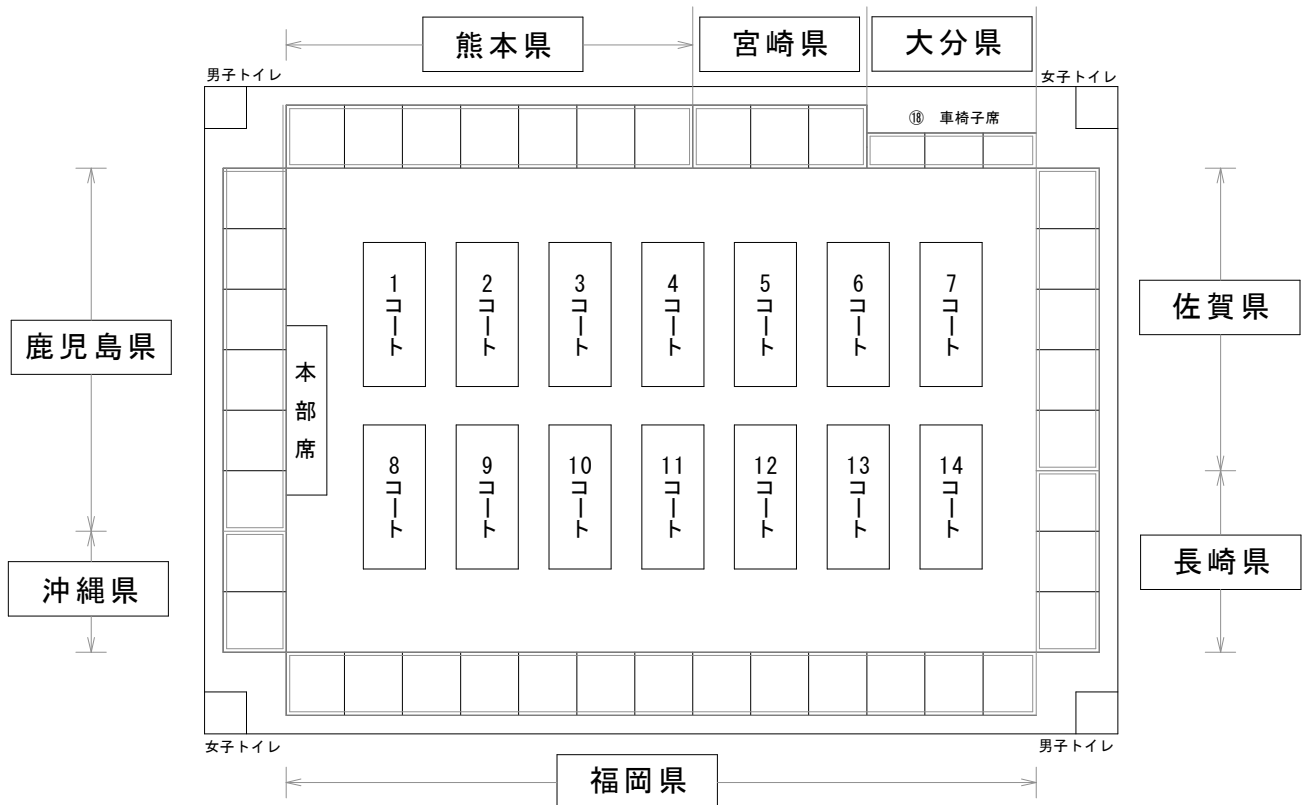 熊本県
宮崎県
大分県
男子トイレ
女子トイレ
⑱ 車椅子席
鹿児島県
沖縄県
佐賀県
長崎県
本部席
1コート
2コート
3コート
4コート
5コート
6コート
7コート
8コート
9コート
10コート
11コート
12コート
13コート
14コート
女子トイレ
男子トイレ
福岡県